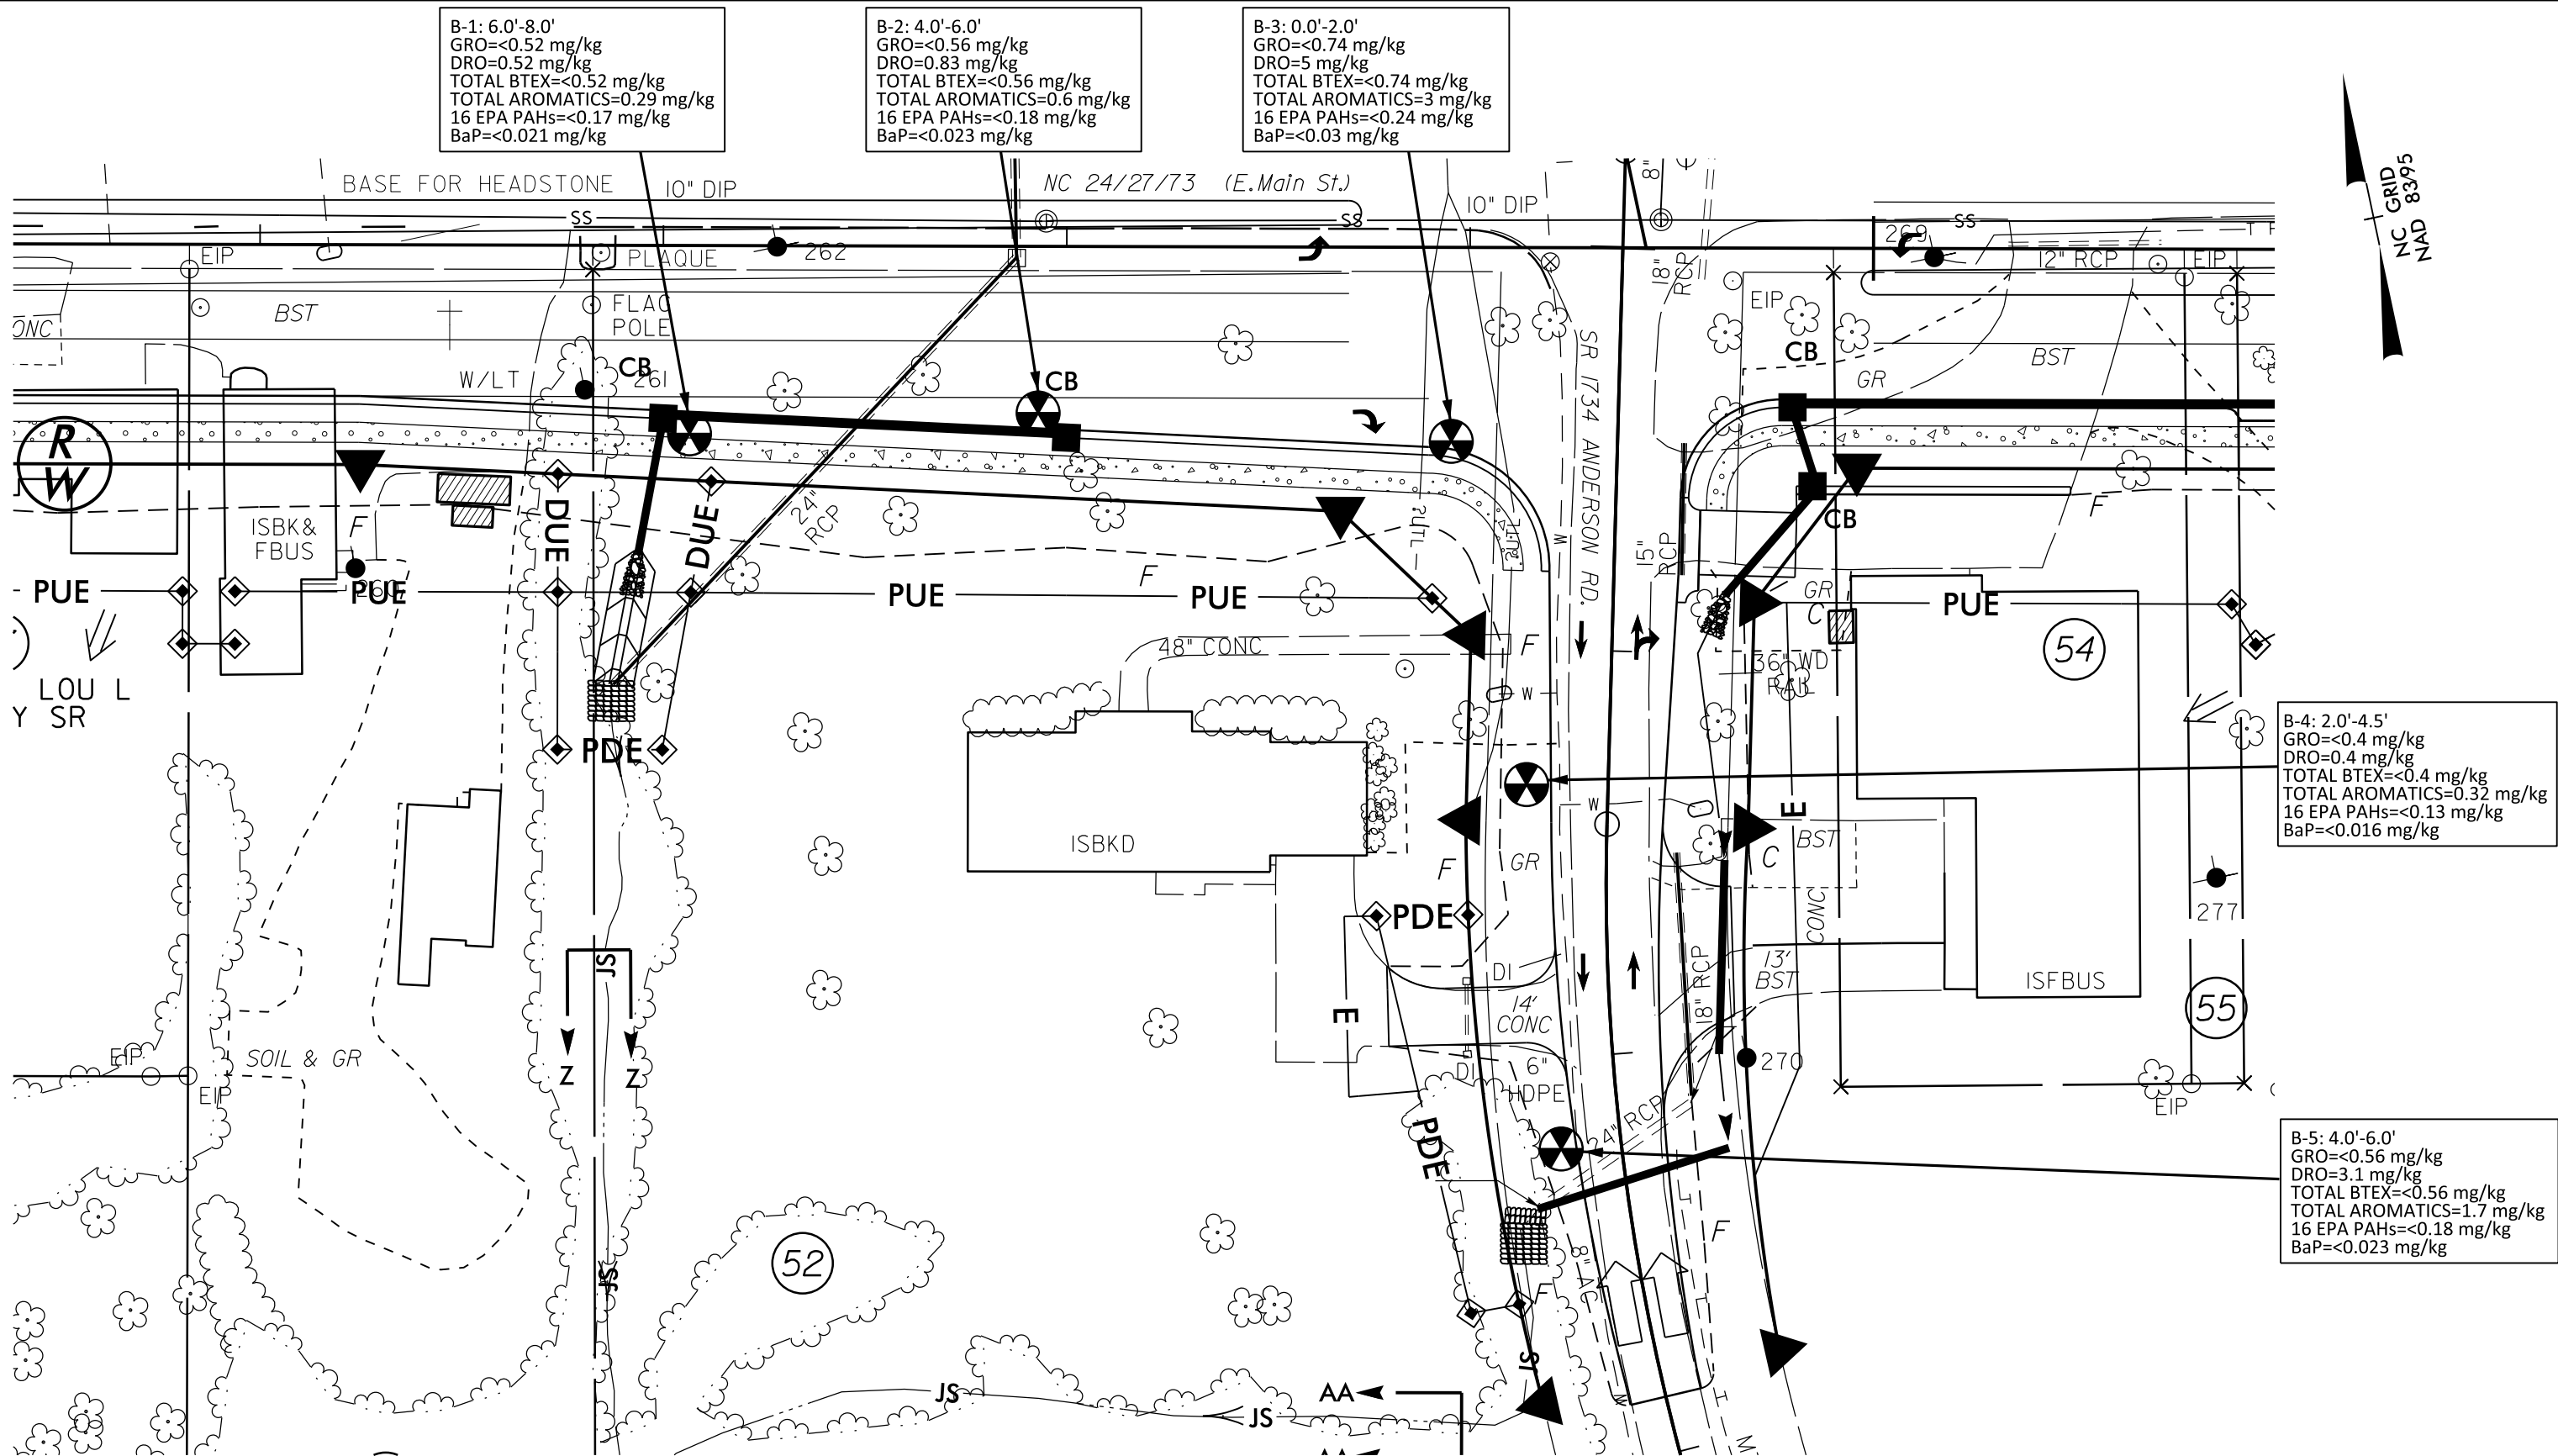 B-1: 6.0'-8.0'
GRO=<0.52 mg/kg
DRO=0.52 mg/kg
TOTAL BTEX=<0.52 mg/kg
TOTAL AROMATICS=0.29 mg/kg
16 EPA PAHs=<0.17 mg/kg
BaP=<0.021 mg/kg
B-2: 4.0'-6.0'
GRO=<0.56 mg/kg
DRO=0.83 mg/kg
TOTAL BTEX=<0.56 mg/kg
TOTAL AROMATICS=0.6 mg/kg
16 EPA PAHs=<0.18 mg/kg
BaP=<0.023 mg/kg
B-3: 0.0'-2.0'
GRO=<0.74 mg/kg
DRO=5 mg/kg
TOTAL BTEX=<0.74 mg/kg
TOTAL AROMATICS=3 mg/kg
16 EPA PAHs=<0.24 mg/kg
BaP=<0.03 mg/kg
NC GRID
NAD 83/95
BASE FOR HEADSTONE
10" DIP
NC 24/27/73 (E.Main St.)
10" DIP
8"
SS
SS
SS
EIP
PLAQUE
262
18"
RCP
269
12" RCP
EIP
BST
FLAG
POLE
EIP
CONC
W/LT
CB
261
CB
CB
BST
GR
R
W
SR 1734 ANDERSON RD.
ISBK&
FBUS
F
DUE
DUE
24"
RCP
W
15"
RCP
CB
F
F
PUE
PUE
PUE
PUE
GR
C
PUE
48" CONC
F
54
36" WD
RAIL
LOU L
Y SR
W
PDE
B-4: 2.0'-4.5'
GRO=<0.4 mg/kg
DRO=0.4 mg/kg
TOTAL BTEX=<0.4 mg/kg
TOTAL AROMATICS=0.32 mg/kg
16 EPA PAHs=<0.13 mg/kg
BaP=<0.016 mg/kg
W
E
BST
ISBKD
GR
C
F
PDE
CONC
277
JS
DI
18" RCP
13'
BST
ISFBUS
55
E
14'
CONC
EIP
SOIL & GR
Z
Z
DI
6"
HDPE
270
EIP
EIP
24" RCP
PDE
B-5: 4.0'-6.0'
GRO=<0.56 mg/kg
DRO=3.1 mg/kg
TOTAL BTEX=<0.56 mg/kg
TOTAL AROMATICS=1.7 mg/kg
16 EPA PAHs=<0.18 mg/kg
BaP=<0.023 mg/kg
F
52
JS
8" AC
F
JS
JS
AA
JS
W
AA